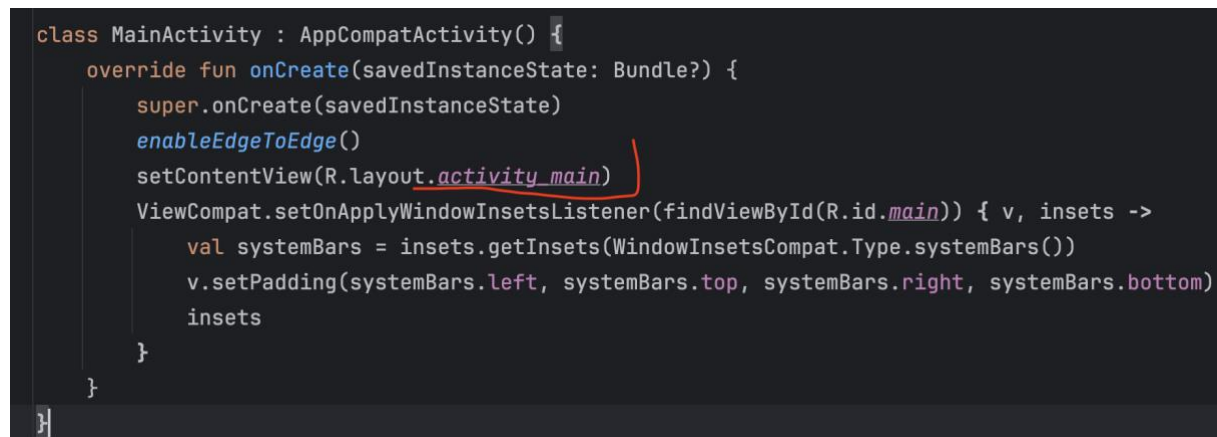 class MainActivity : AppCompatActivity() {
override fun onCreate(savedInstanceState: Bundle?) {
super.onCreate(savedInstanceState)
enableEdgeToEdge()
setContentView(R.layout.activity_main)
ViewCompat.setOnApplyWindowInsetsListener(findViewById(R.id.main)) { v, insets ->
val systemBars = insets.getInsets(WindowInsetsCompat.Type.systemBars())
v.setPadding(systemBars.left, systemBars.top, systemBars.right, systemBars.bottom)
insets
}
}
}